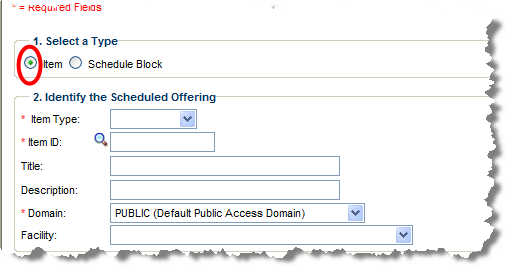 * = Required Fields
1. Select a Type
Item Schedule Block
2. Identify the Scheduled Offering
* Item Type:
* Item ID:
Title:
Description:
* Domain: PUBLIC (Default Public Access Domain)
Facility: